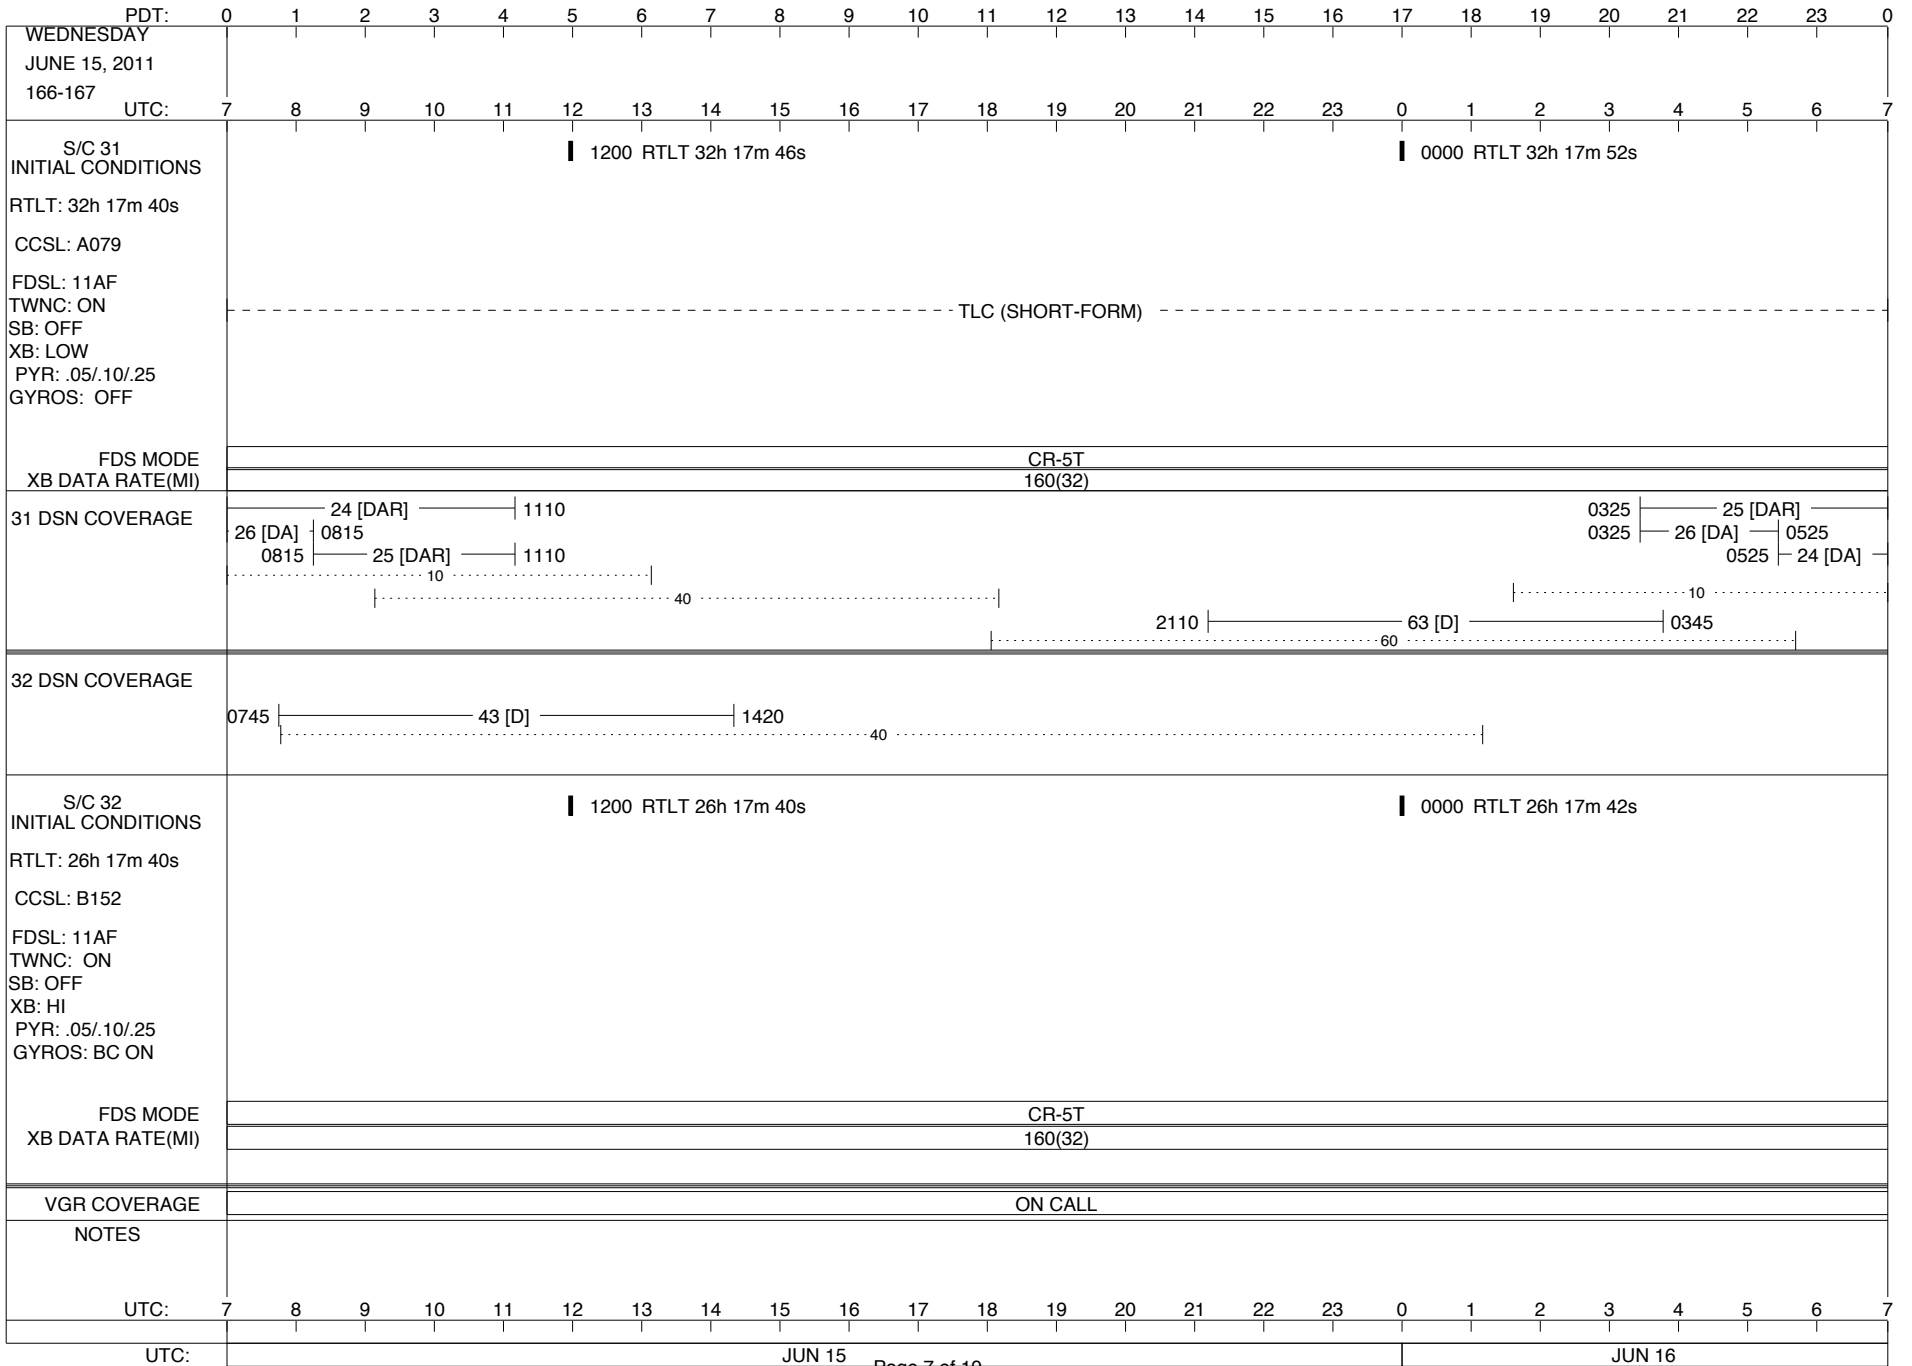 PDT: 0 1 2 3 4 5 6 7 8 9 10 11 12 13 14 15 16 17 18 19 20 21 22 23 0
WEDNESDAY
JUNE 15, 2011
166-167
UTC: 7 8 9 10 11 12 13 14 15 16 17 18 19 20 21 22 23 0 1 2 3 4 5 6 7
S/C 31
INITIAL CONDITIONS
1200 RTLT 32h 17m 46s
0000 RTLT 32h 17m 52s
RTLT: 32h 17m 40s
CCSL: A079
FDSL: 11AF
TWNC: ON
SB: OFF
XB: LOW
PYR: .05/.10/.25
GYROS: OFF
TLC (SHORT-FORM)
FDS MODE CR-5T
XB DATA RATE(MI) 160(32)
31 DSN COVERAGE
24 [DAR] 1110 0325 25 [DAR]
26 [DA] 0815 0325 26 [DA] 0525
0815 25 [DAR] 1110 0525 24 [DA]
10
40 10
2110 63 [D] 0345
60
32 DSN COVERAGE
0745 43 [D] 1420
40
S/C 32
INITIAL CONDITIONS
1200 RTLT 26h 17m 40s
0000 RTLT 26h 17m 42s
RTLT: 26h 17m 40s
CCSL: B152
FDSL: 11AF
TWNC: ON
SB: OFF
XB: HI
PYR: .05/.10/.25
GYROS: BC ON
FDS MODE CR-5T
XB DATA RATE(MI) 160(32)
VGR COVERAGE ON CALL
NOTES
UTC: 7 8 9 10 11 12 13 14 15 16 17 18 19 20 21 22 23 0 1 2 3 4 5 6 7
UTC: JUN 15 JUN 16
Page 7 of 19